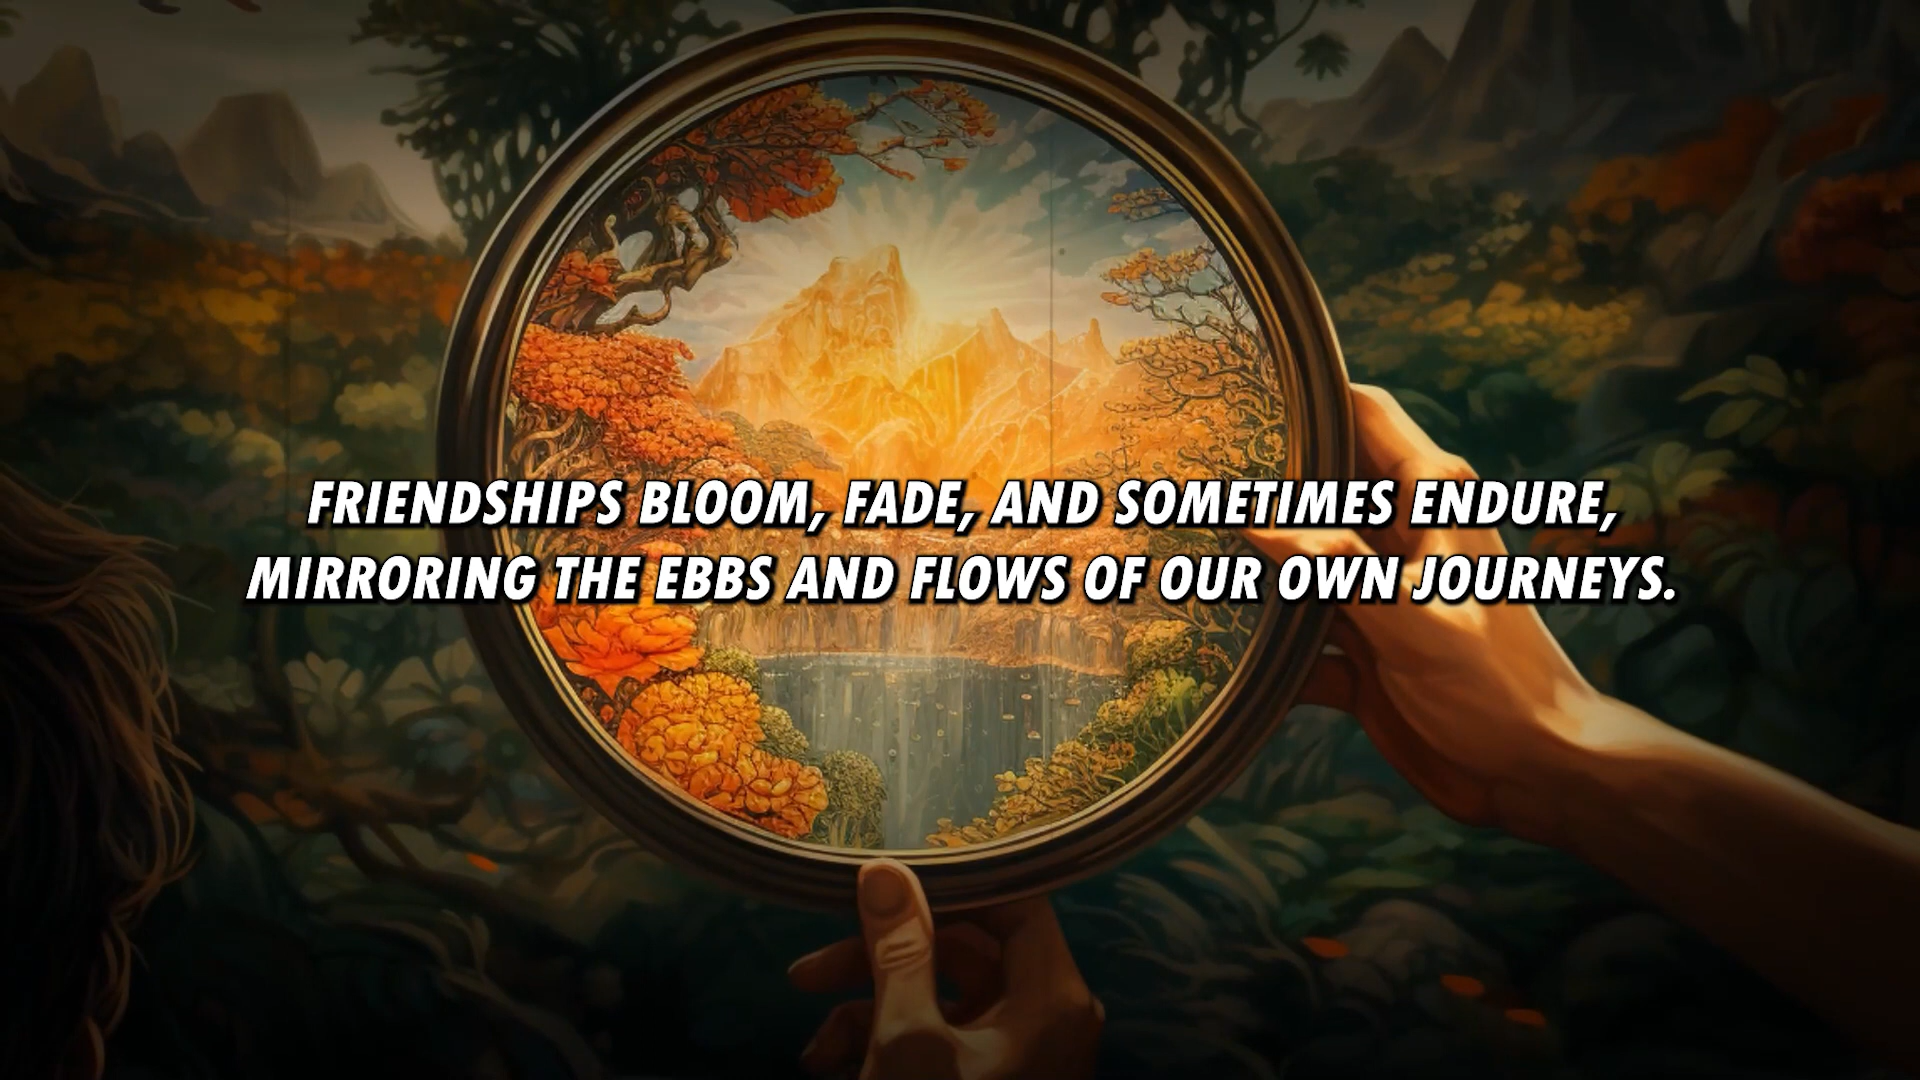 FRIENDSHIPS BLOOM, FADE, AND SOMETIMES ENDURE,
MIRRORING THE EBBS AND FLOWS OF OUR OWN JOURNEYS.